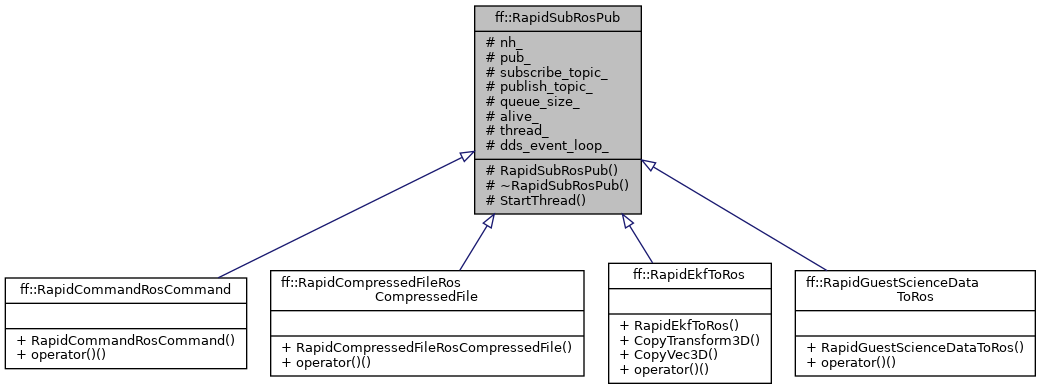 ff::RapidSubRosPub
# nh_
# pub_
# subscribe_topic_
# publish_topic_
# queue_size_
# alive_
# thread_
# dds_event_loop_
# RapidSubRosPub()
# ~RapidSubRosPub()
# StartThread()
ff::RapidCommandRosCommand
+ RapidCommandRosCommand()
+ operator()()
ff::RapidCompressedFileRos
CompressedFile
+ RapidCompressedFileRosCompressedFile()
+ operator()()
ff::RapidEkfToRos
+ RapidEkfToRos()
+ CopyTransform3D()
+ CopyVec3D()
+ operator()()
ff::RapidGuestScienceData
ToRos
+ RapidGuestScienceDataToRos()
+ operator()()